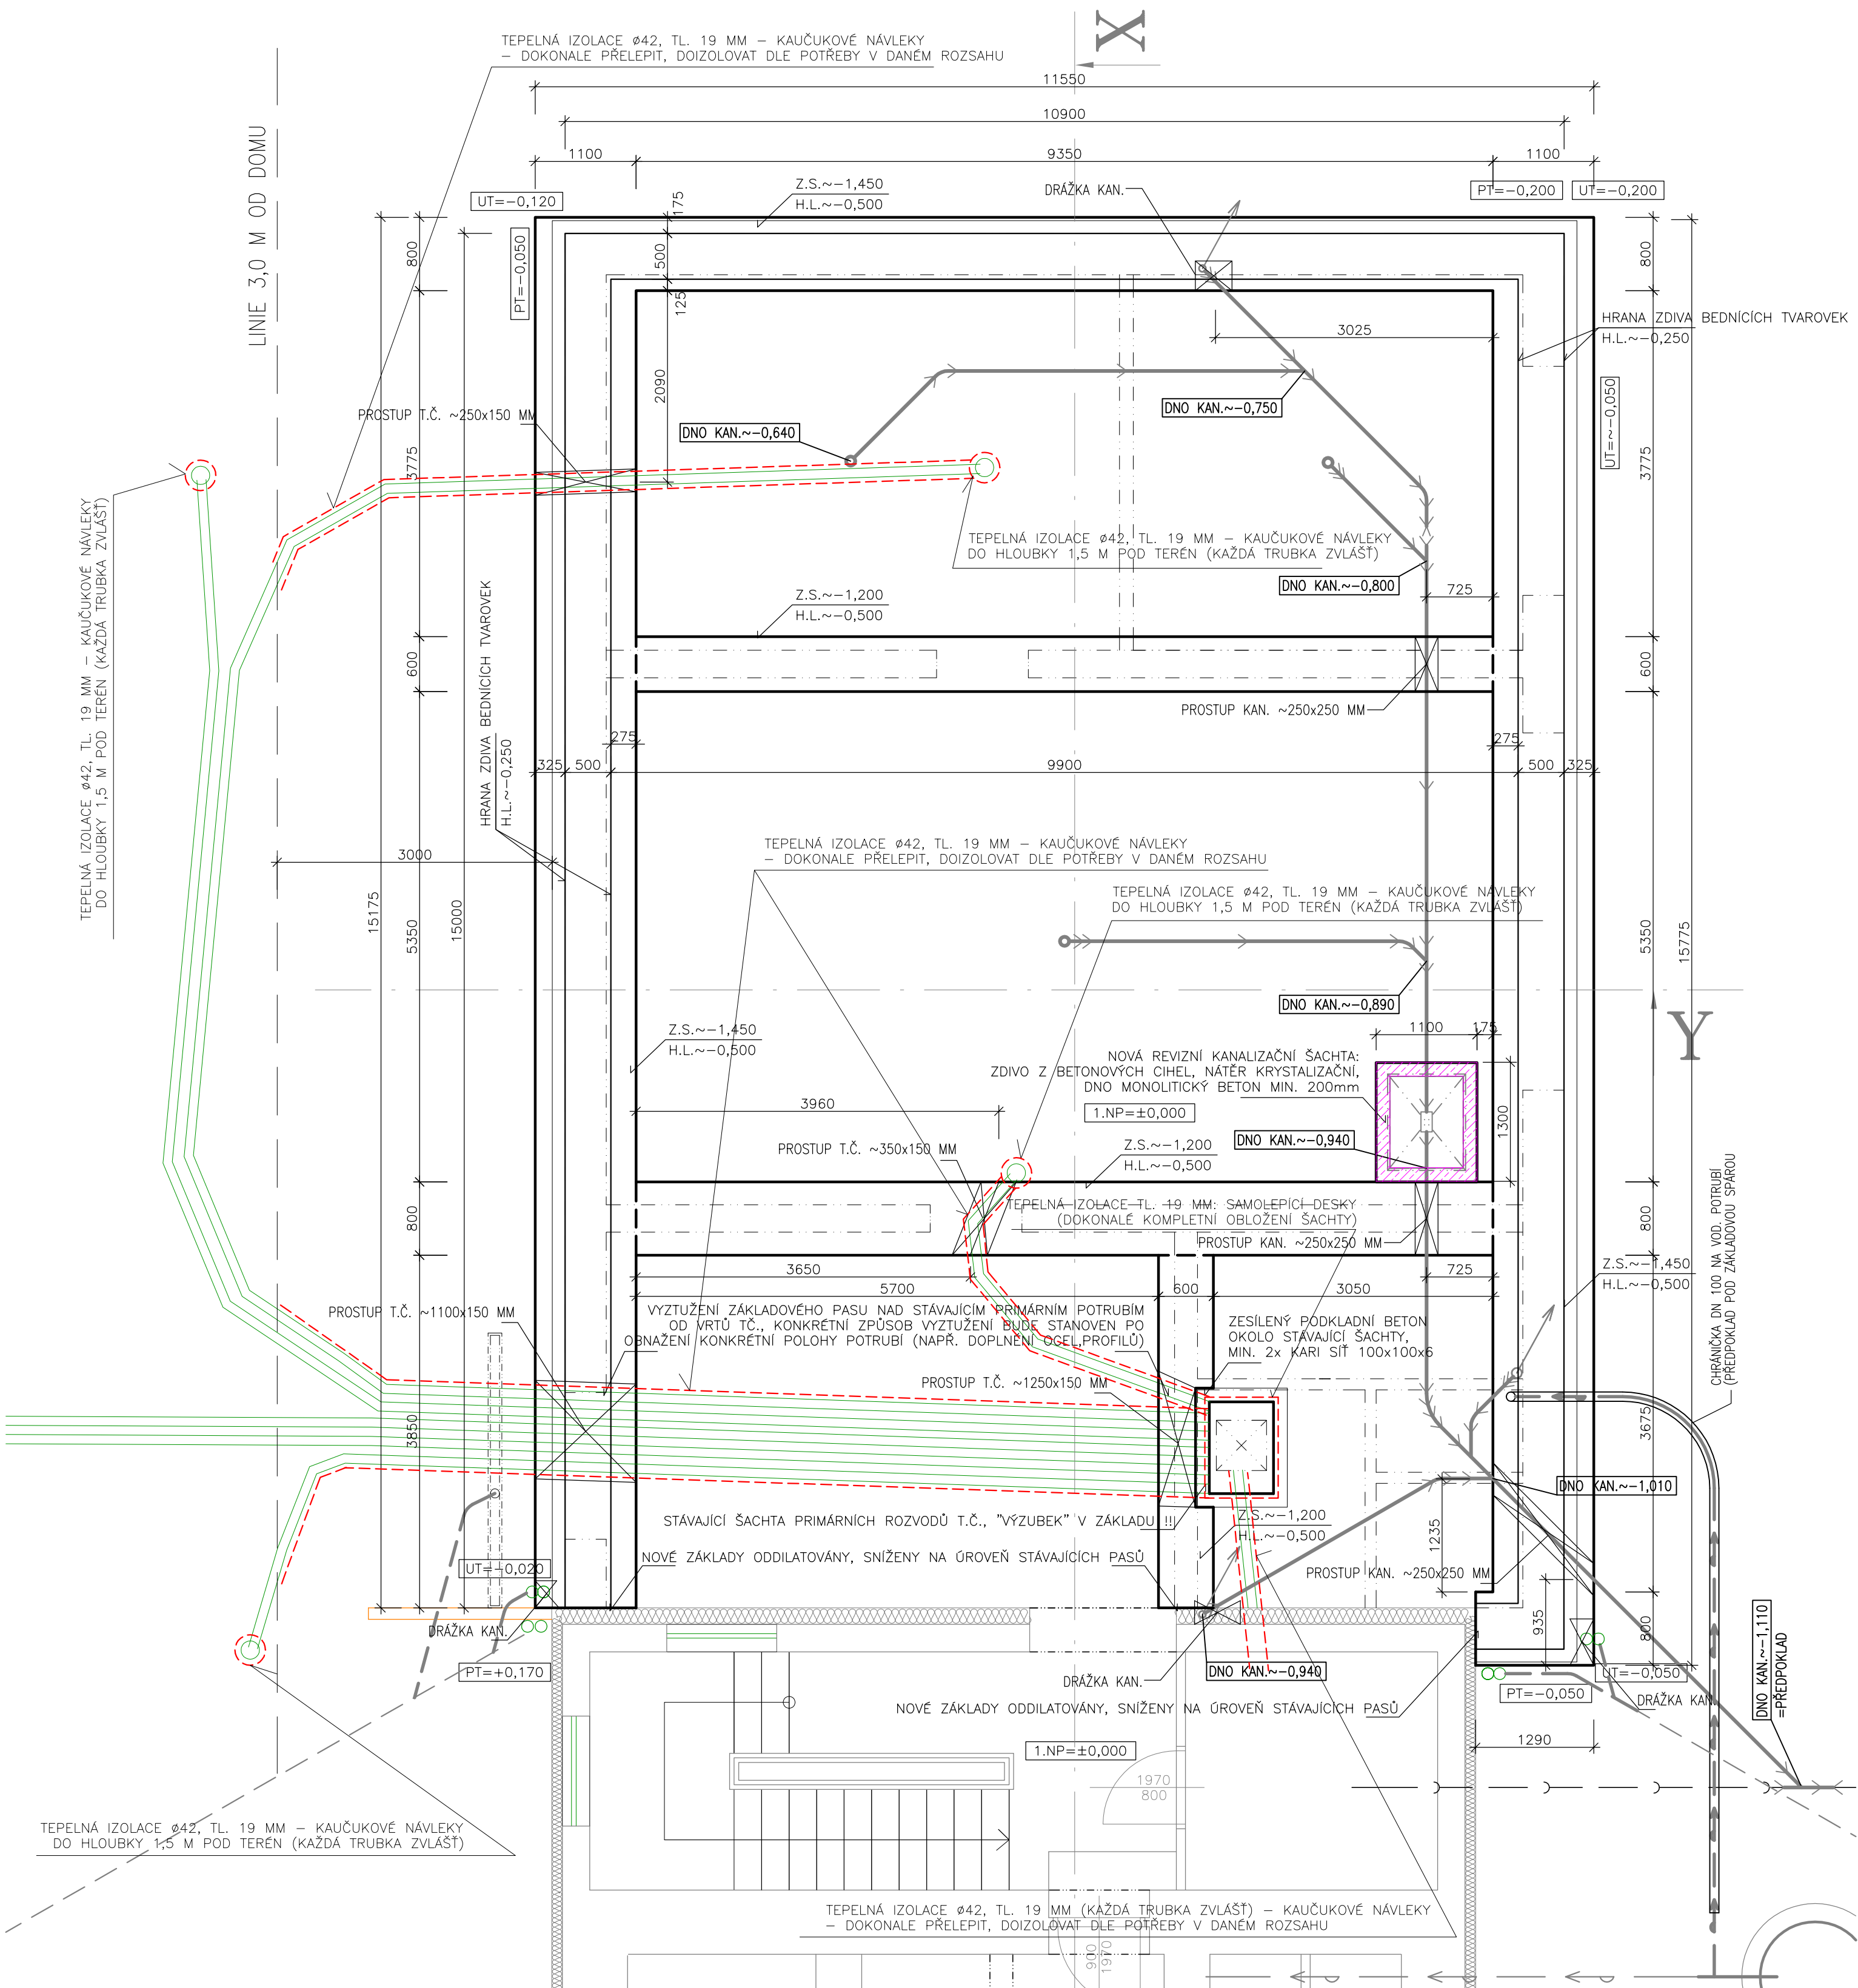 X
TEPELNÁ IZOLACE ø42, TL. 19 MM – KAUČUKOVÉ NÁVLEKY
– DOKONALE PŘELEPIT, DOIZOLOVAT DLE POTŘEBY V DANÉM ROZSAHU
11550
10900
1100
9350
1100
LINIE 3,0 M OD DOMU
UT=–0,120
Z.S.~–1,450
H.L.~–0,500
DRÁŽKA KAN.
PT=–0,200
UT=–0,200
175
PT=–0,050
800
500
125
800
3025
HRANA ZDIVA BEDNÍCÍCH TVAROVEK
H.L.~–0,250
2090
UT=~–0,050
PROSTUP T.Č. ~250x150 MM
DNO KAN.~–0,750
DNO KAN.~–0,640
3775
3775
TEPELNÁ IZOLACE ø42, TL. 19 MM – KAUČUKOVÉ NÁVLEKY
DO HLOUBKY 1,5 M POD TERÉN (KAŽDÁ TRUBKA ZVLÁŠŤ)
TEPELNÁ IZOLACE ø42, TL. 19 MM – KAUČUKOVÉ NÁVLEKY
DO HLOUBKY 1,5 M POD TERÉN (KAŽDÁ TRUBKA ZVLÁŠŤ)
DNO KAN.~–0,800
725
Z.S.~–1,200
H.L.~–0,500
600
600
HRANA ZDIVA BEDNÍCÍCH TVAROVEK
H.L.~–0,250
PROSTUP KAN. ~250x250 MM
275
275
325
500
9900
500
325
3000
TEPELNÁ IZOLACE ø42, TL. 19 MM – KAUČUKOVÉ NÁVLEKY
– DOKONALE PŘELEPIT, DOIZOLOVAT DLE POTŘEBY V DANÉM ROZSAHU
TEPELNÁ IZOLACE ø42, TL. 19 MM – KAUČUKOVÉ NÁVLEKY
DO HLOUBKY 1,5 M POD TERÉN (KAŽDÁ TRUBKA ZVLÁŠŤ)
15175
5350
15000
5350
15775
DNO KAN.~–0,890
Y
Z.S.~–1,450
H.L.~–0,500
1100
175
NOVÁ REVIZNÍ KANALIZAČNÍ ŠACHTA:
ZDIVO Z BETONOVÝCH CIHEL, NÁTĚR KRYSTALIZAČNÍ,
DNO MONOLITICKÝ BETON MIN. 200mm
3960
1.NP=±0,000
1300
PROSTUP T.Č. ~350x150 MM
Z.S.~–1,200
H.L.~–0,500
DNO KAN.~–0,940
TEPELNÁ IZOLACE TL. 19 MM: SAMOLEPÍCÍ DESKY
(DOKONALÉ KOMPLETNÍ OBLOŽENÍ ŠACHTY)
PROSTUP KAN. ~250x250 MM
800
800
CHRÁNIČKA DN 100 NA VOD. POTRUBÍ
(PŘEDPOKLAD POD ZÁKLADOVOU SPÁROU
3650
725
5700
600
3050
Z.S.~–1,450
H.L.~–0,500
PROSTUP T.Č. ~1100x150 MM
VYZTUŽENÍ ZÁKLADOVÉHO PASU NAD STÁVAJÍCÍM PRIMÁRNÍM POTRUBÍM
OD VRTŮ TČ., KONKRÉTNÍ ZPŮSOB VYZTUŽENÍ BUDE STANOVEN PO
OBNAŽENÍ KONKRÉTNÍ POLOHY POTRUBÍ (NAPŘ. DOPLNĚNÍ OCEL.PROFILŮ)
ZESÍLENÝ PODKLADNÍ BETON
OKOLO STÁVAJÍCÍ ŠACHTY,
MIN. 2x KARI SÍŤ 100x100x6
PROSTUP T.Č. ~1250x150 MM
3850
3675
DNO KAN.~–1,010
STÁVAJÍCÍ ŠACHTA PRIMÁRNÍCH ROZVODŮ T.Č., "VÝZUBEK" V ZÁKLADU !!!
Z.S.~–1,200
H.L.~–0,500
1235
NOVÉ ZÁKLADY ODDILATOVÁNY, SNÍŽENY NA ÚROVEŇ STÁVAJÍCÍCH PASŮ
PROSTUP KAN. ~250x250 MM
UT=–0,020
935
800
DRÁŽKA KAN.
PT=+0,170
DNO KAN.~–0,940
DRÁŽKA KAN.
UT=–0,050
PT=–0,050
DRÁŽKA KAN.
DNO KAN.~–1,110
=PŘEDPOKLAD
NOVÉ ZÁKLADY ODDILATOVÁNY, SNÍŽENY NA ÚROVEŇ STÁVAJÍCÍCH PASŮ
1290
1.NP=±0,000
1970
800
TEPELNÁ IZOLACE ø42, TL. 19 MM – KAUČUKOVÉ NÁVLEKY
DO HLOUBKY 1,5 M POD TERÉN (KAŽDÁ TRUBKA ZVLÁŠŤ)
TEPELNÁ IZOLACE ø42, TL. 19 MM (KAŽDÁ TRUBKA ZVLÁŠŤ) – KAUČUKOVÉ NÁVLEKY
– DOKONALE PŘELEPIT, DOIZOLOVAT DLE POTŘEBY V DANÉM ROZSAHU
900
1970